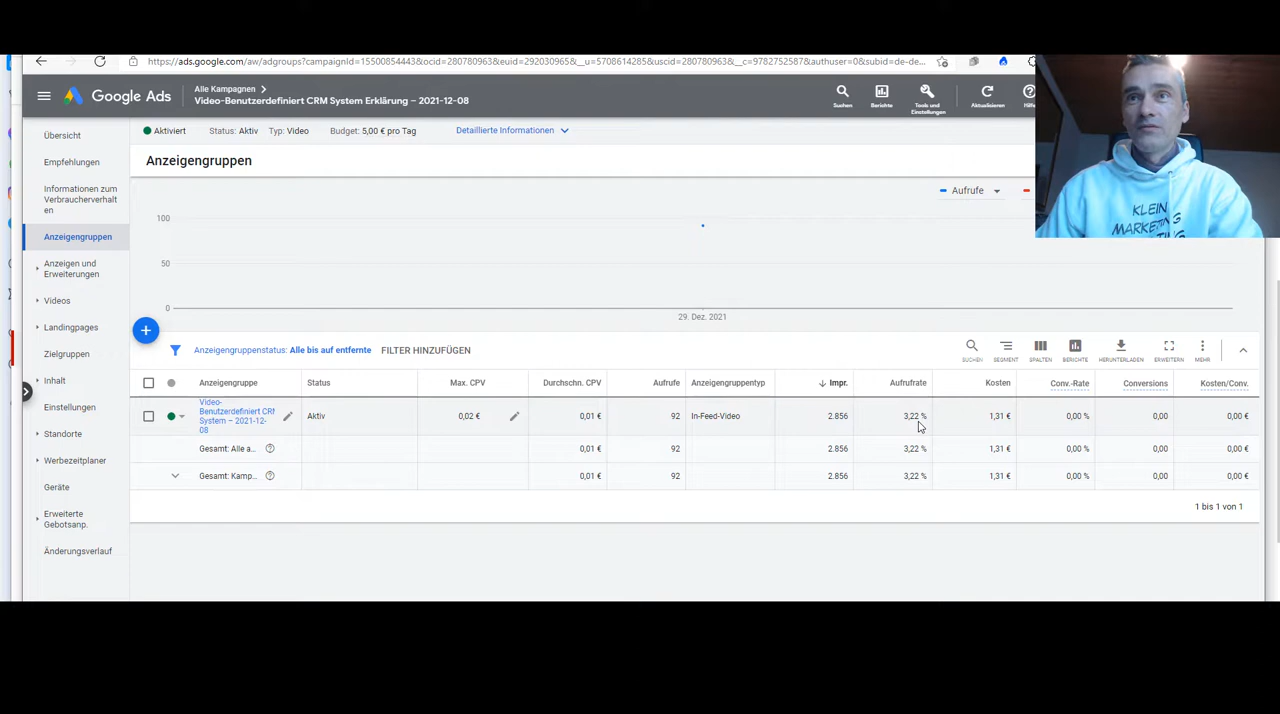 https://ads.google.com/aw/adgroups?campaignId=15500854443&ocid=280780963&euid=292030965&__u=5708614285&uscid=280780963&__c=9782752587&authuser=0&subid=de-de...
Google Ads
Alle Kampagnen
Video-Benutzerdefiniert CRM System Erklärung – 2021-12-08
Suchen
Berichte
Tools und
Einstellungen
Aktualisieren
Hilfe
KLEIN
MARKETING
Aktiviert
Status: Aktiv
Typ: Video
Budget: 5,00 € pro Tag
Detaillierte Informationen
Übersicht
Empfehlungen
Informationen zum
Verbraucherverhalt
en
Anzeigengruppen
Anzeigen und
Erweiterungen
Videos
Landingpages
Zielgruppen
Inhalt
Einstellungen
Standorte
Werbezeitplaner
Geräte
Erweiterte
Gebotsanp.
Änderungsverlauf
Anzeigengruppen
Aufrufe
100
50
0
29. Dez. 2021
Anzeigengruppenstatus: Alle bis auf entfernte
FILTER HINZUFÜGEN
SUCHEN
SEGMENT
SPALTEN
BERICHTE
HERUNTERLADEN
ERWEITERN
MEHR
Anzeigengruppe Status Max. CPV Durchschn. CPV Aufrufe Anzeigengruppentyp Impr. Aufrufrate Kosten Conv.-Rate Conversions Kosten/Conv.
Video-
Benutzerdefiniert CRM
System – 2021-12-
08
Aktiv 0,02 € 0,01 € 92 In-Feed-Video 2.856 3,22 % 1,31 € 0,00 % 0,00 0,00 €
Gesamt: Alle a... 0,01 € 92 2.856 3,22 % 1,31 € 0,00 % 0,00 0,00 €
Gesamt: Kamp... 0,01 € 92 2.856 3,22 % 1,31 € 0,00 % 0,00 0,00 €
1 bis 1 von 1